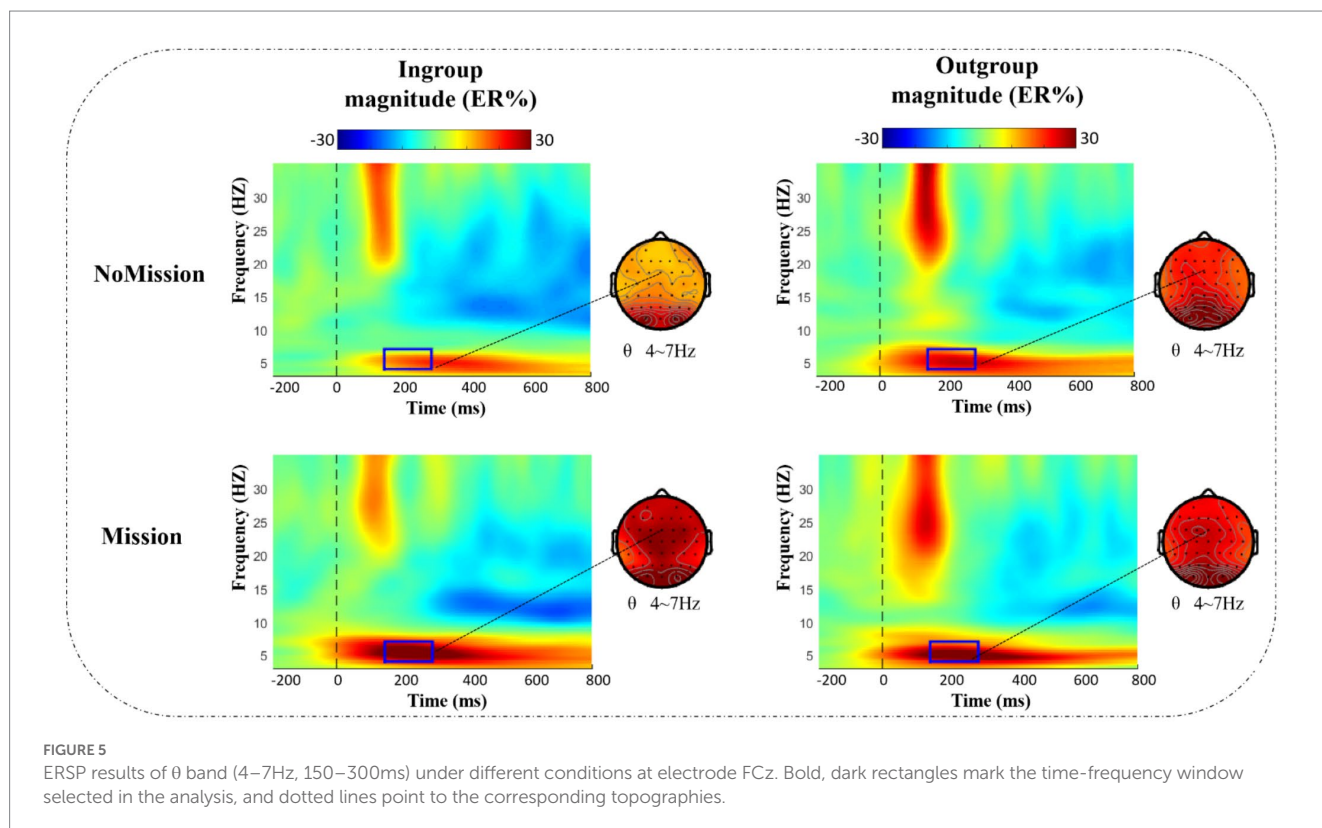 Ingroup
magnitude (ER%)
-30 30
Outgroup
magnitude (ER%)
-30 30
NoMission
Frequency (HZ)
30
25
20
15
10
5
-200 0 200 400 600 800
Time (ms)
θ 4~7Hz
Frequency (HZ)
30
25
20
15
10
5
-200 0 200 400 600 800
Time (ms)
θ 4~7Hz
Mission
Frequency (HZ)
30
25
20
15
10
5
-200 0 200 400 600 800
Time (ms)
θ 4~7Hz
Frequency (HZ)
30
25
20
15
10
5
-200 0 200 400 600 800
Time (ms)
θ 4~7Hz
FIGURE 5
ERSP results of θ band (4–7Hz, 150–300ms) under different conditions at electrode FCz. Bold, dark rectangles mark the time-frequency window
selected in the analysis, and dotted lines point to the corresponding topographies.